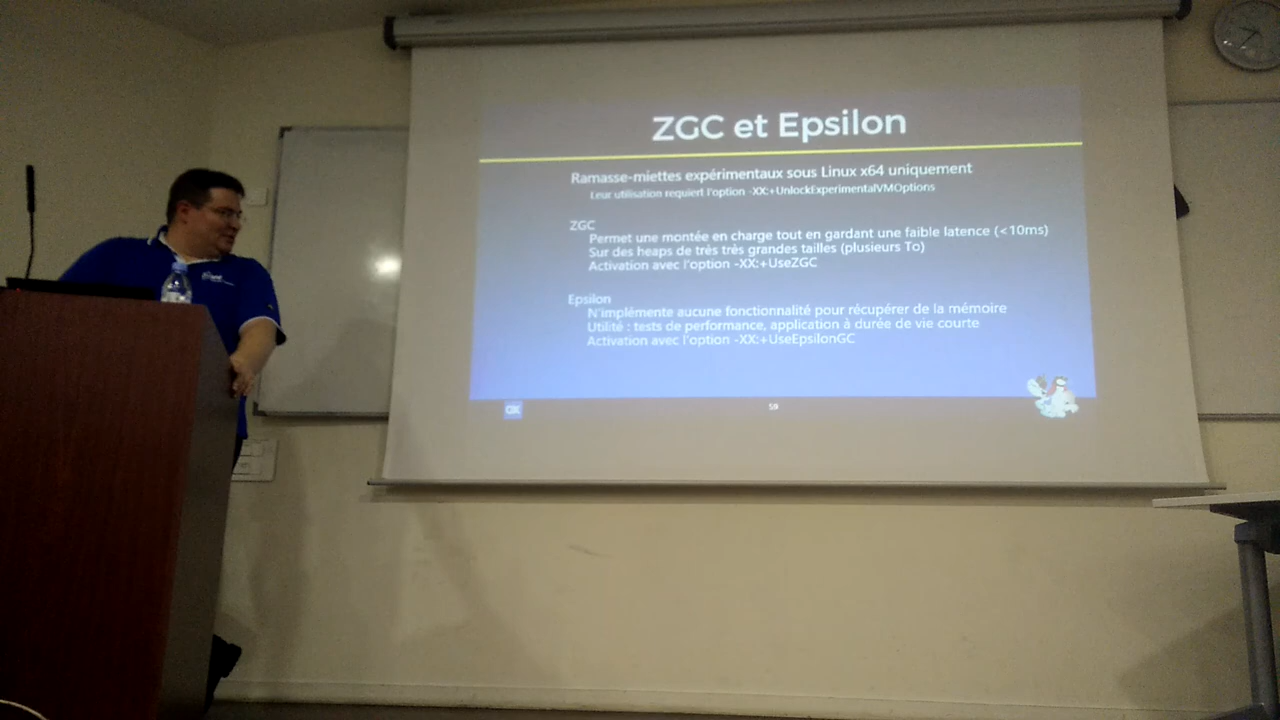 ZGC et Epsilon
Ramasse-miettes expérimentaux sous Linux x64 uniquement
Leur utilisation requiert l'option -XX:+UnlockExperimentalVMOptions
ZGC
Permet une montée en charge tout en gardant une faible latence (<10ms)
Sur des heaps de très très grandes tailles (plusieurs To)
Activation avec l'option -XX:+UseZGC
Epsilon
N'implémente aucune fonctionnalité pour récupérer de la mémoire
Utilité : tests de performance, application à durée de vie courte
Activation avec l'option -XX:+UseEpsilonGC
59